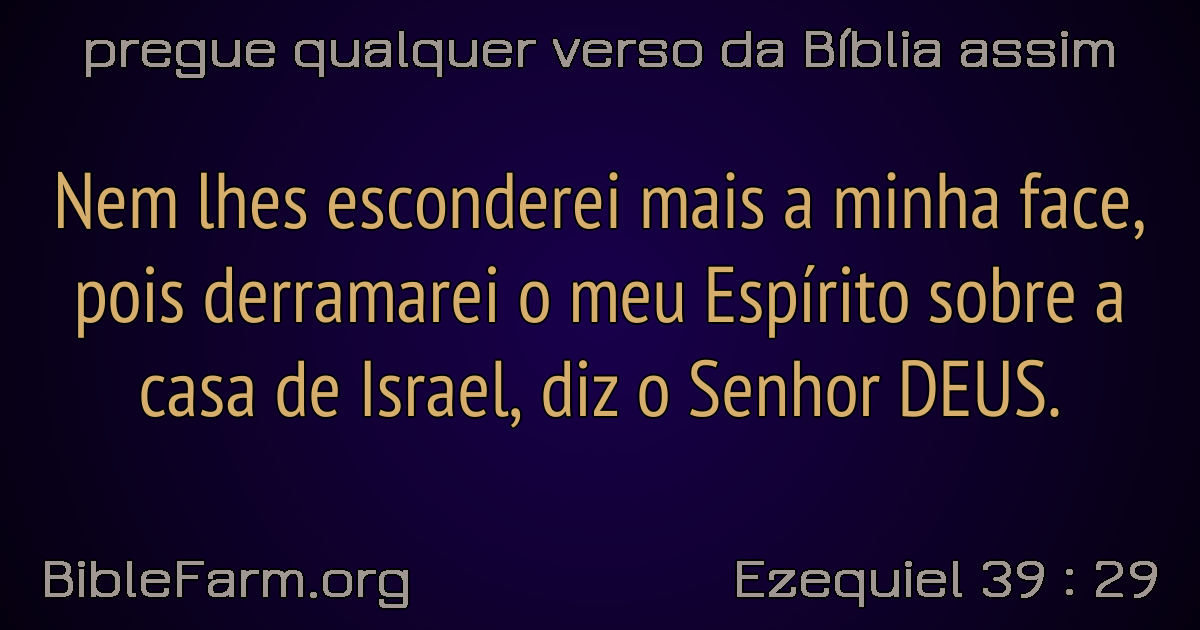 pregue qualquer verso da Bíblia assim
Nem lhes esconderei mais a minha face,
pois derramarei o meu Espírito sobre a
casa de Israel, diz o Senhor DEUS.
BibleFarm.org
Ezequiel 39 : 29